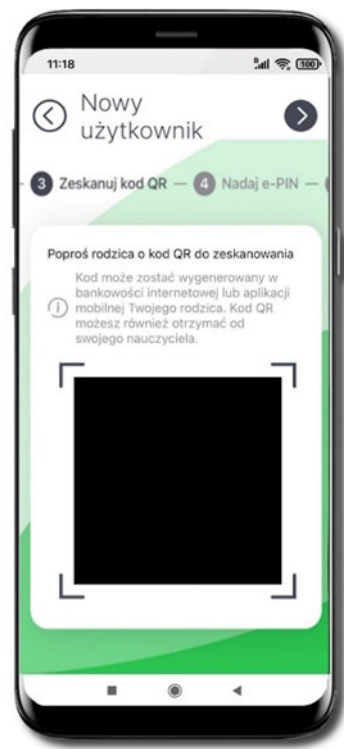 11:18
100
Nowy
użytkownik
3 Zeskanuj kod QR — 4 Nadaj e-PIN —
Poproś rodzica o kod QR do zeskanowania
Kod może zostać wygenerowany w
bankowości internetowej lub aplikacji
mobilnej Twojego rodzica. Kod QR
możesz również otrzymać od
swojego nauczyciela.